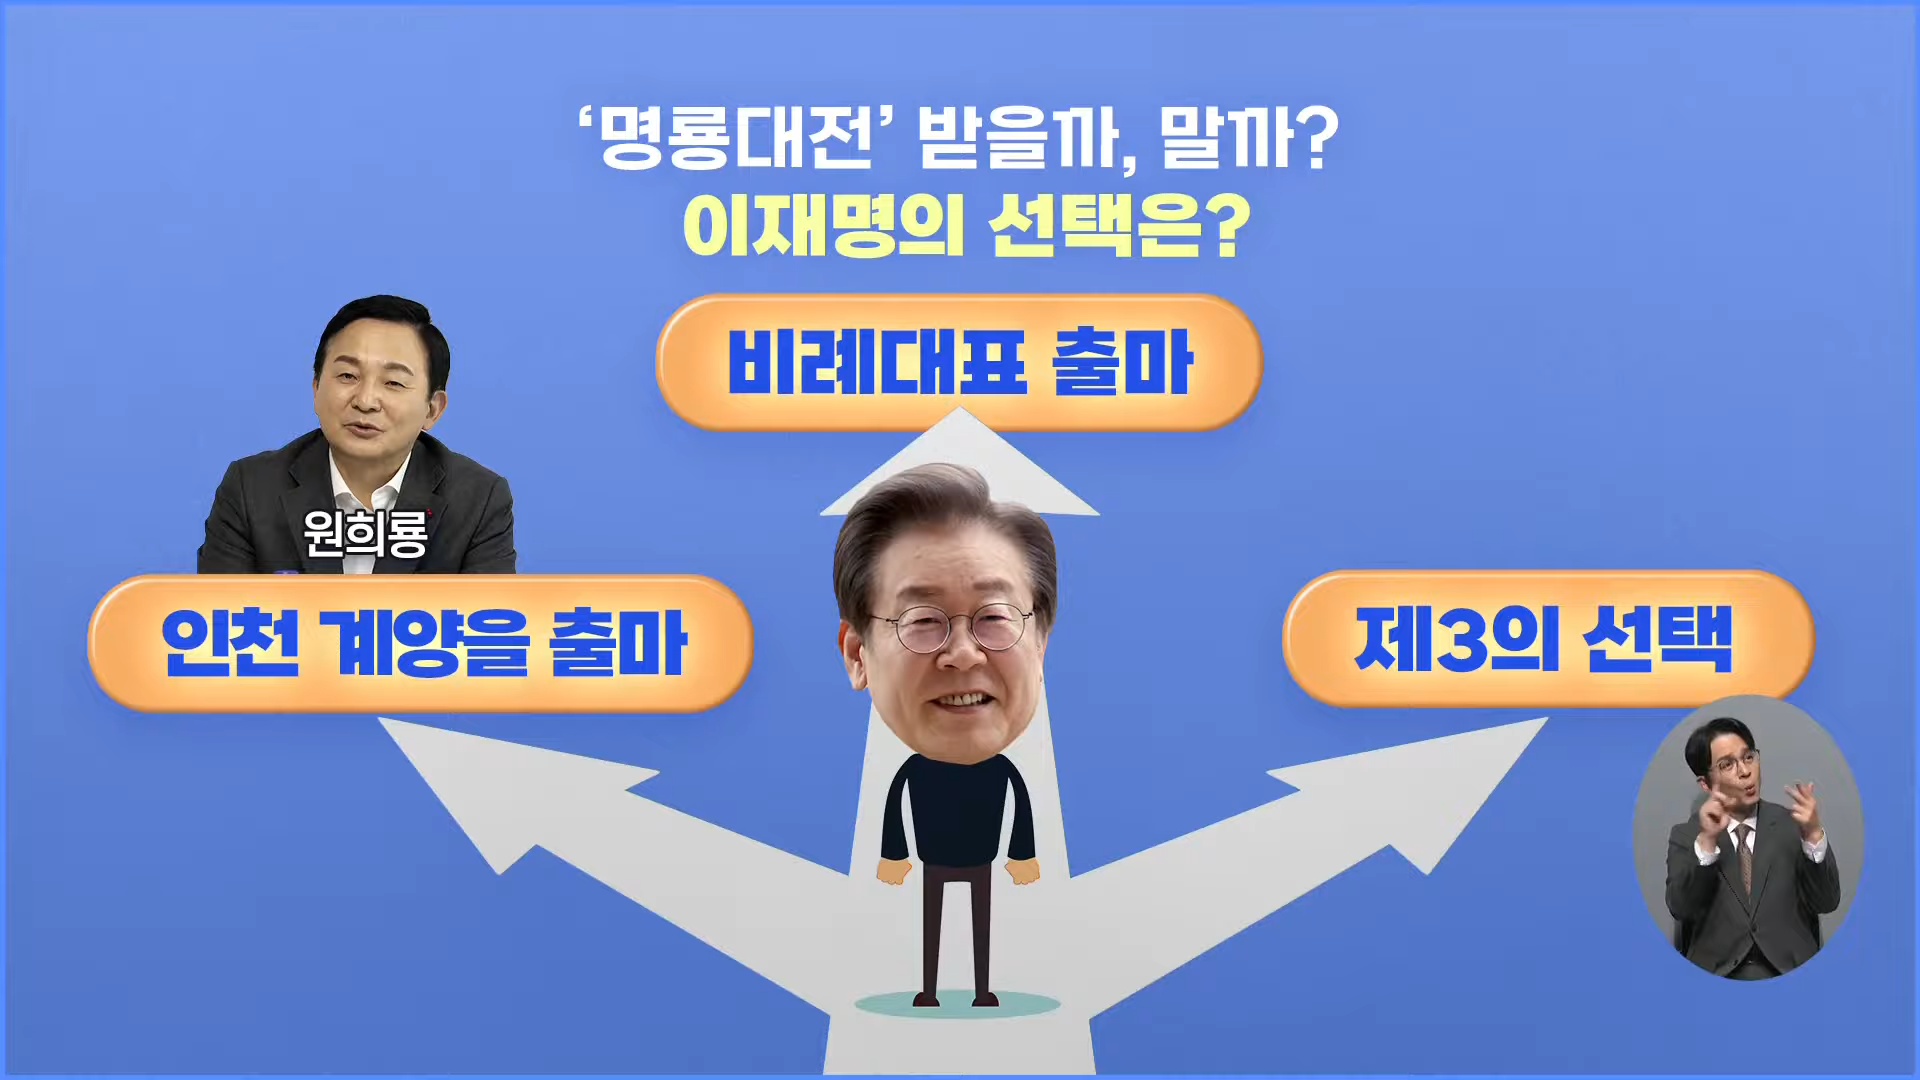 ‘명룡대전’ 받을까, 말까?
이재명의 선택은?
비례대표 출마
원희룡
인천 계양을 출마
제3의 선택